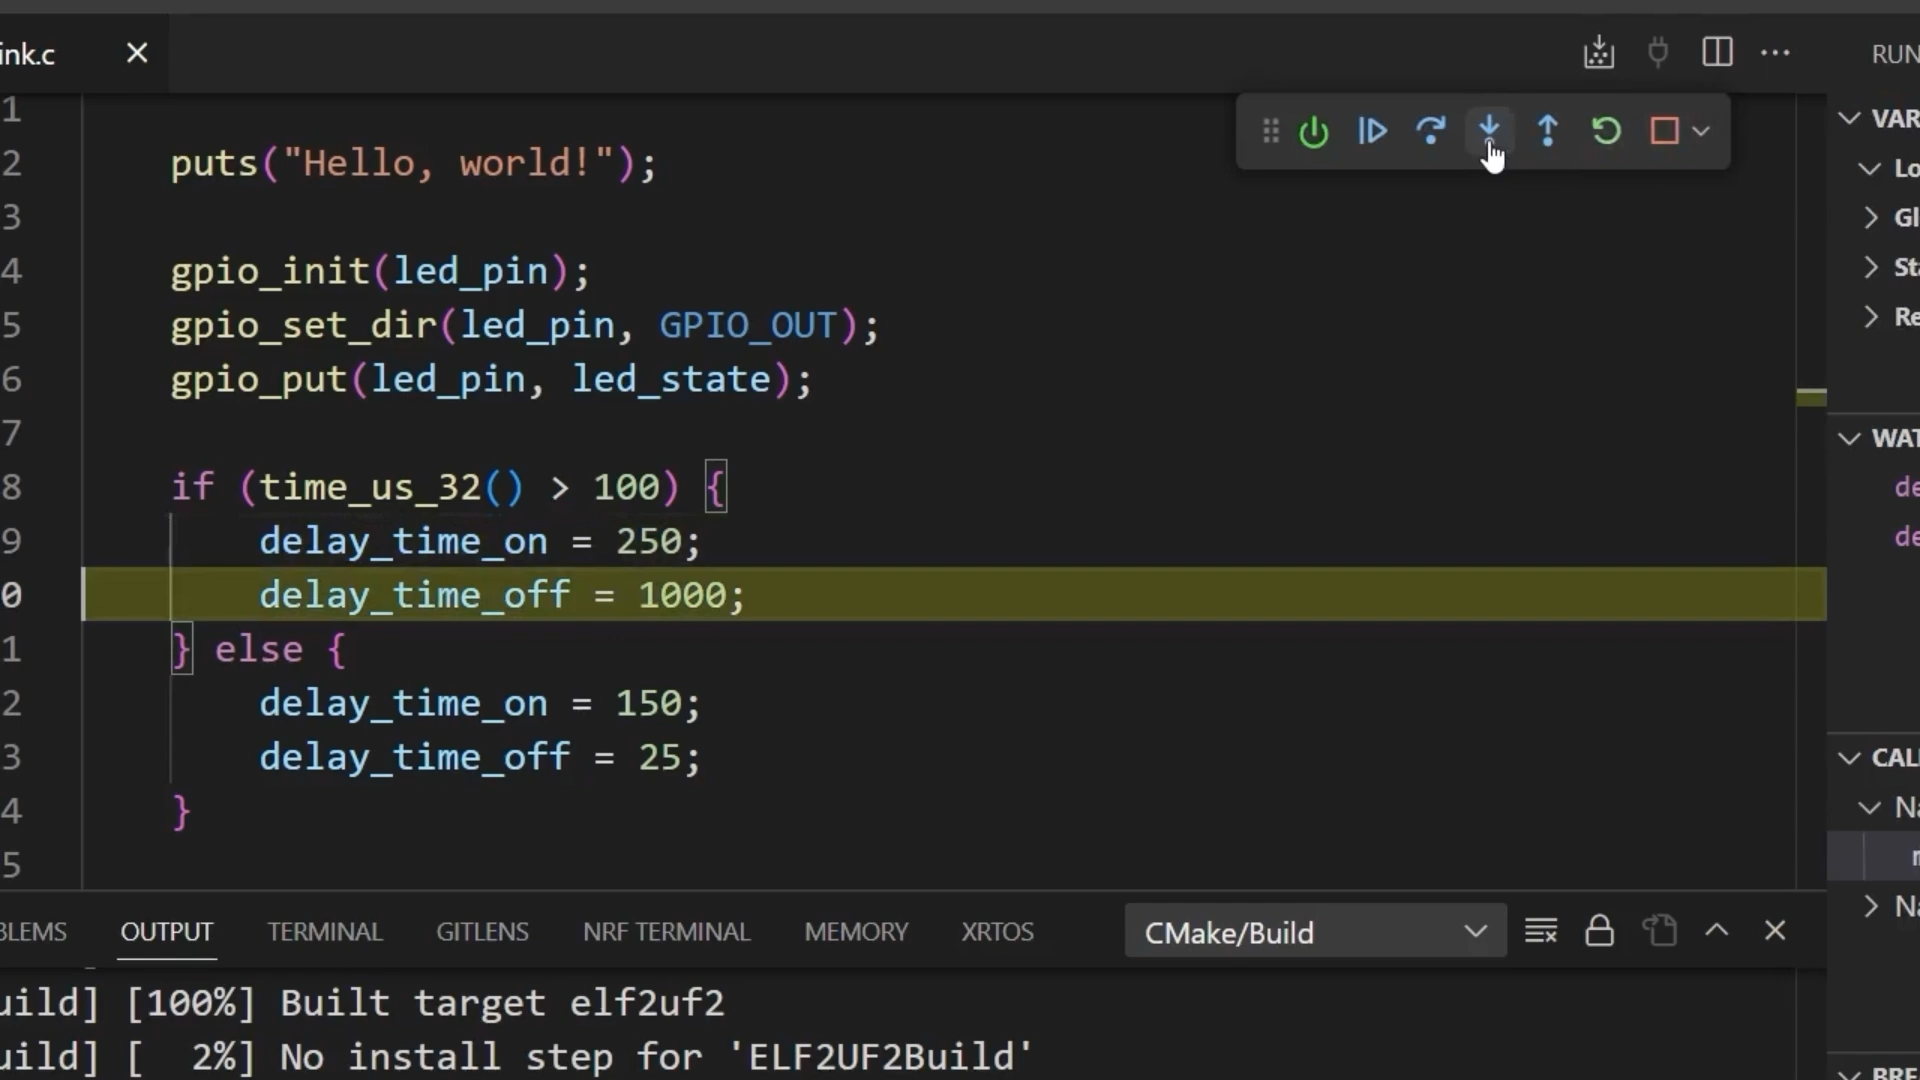 ink.c
RUN
1
2 puts("Hello, world!");
3
4 gpio_init(led_pin);
5 gpio_set_dir(led_pin, GPIO_OUT);
6 gpio_put(led_pin, led_state);
7
8 if (time_us_32() > 100) {
9 delay_time_on = 250;
0 delay_time_off = 1000;
1 } else {
2 delay_time_on = 150;
3 delay_time_off = 25;
4 }
5
VAR
Lo
Gl
Sta
Re
WAT
de
de
CALL
Na
Na
BRE
BLEMS OUTPUT TERMINAL GITLENS NRF TERMINAL MEMORY XRTOS CMake/Build
uild] [100%] Built target elf2uf2
uild] [  2%] No install step for 'ELF2UF2Build'